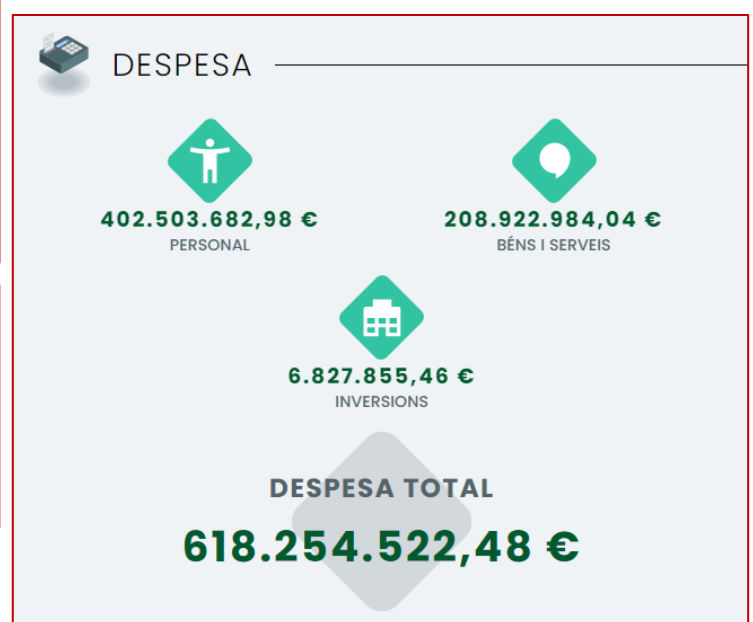 DESPESA
402.503.682,98 €
PERSONAL
208.922.984,04 €
BÉNS I SERVEIS
6.827.855,46 €
INVERSIONS
DESPESA TOTAL
618.254.522,48 €